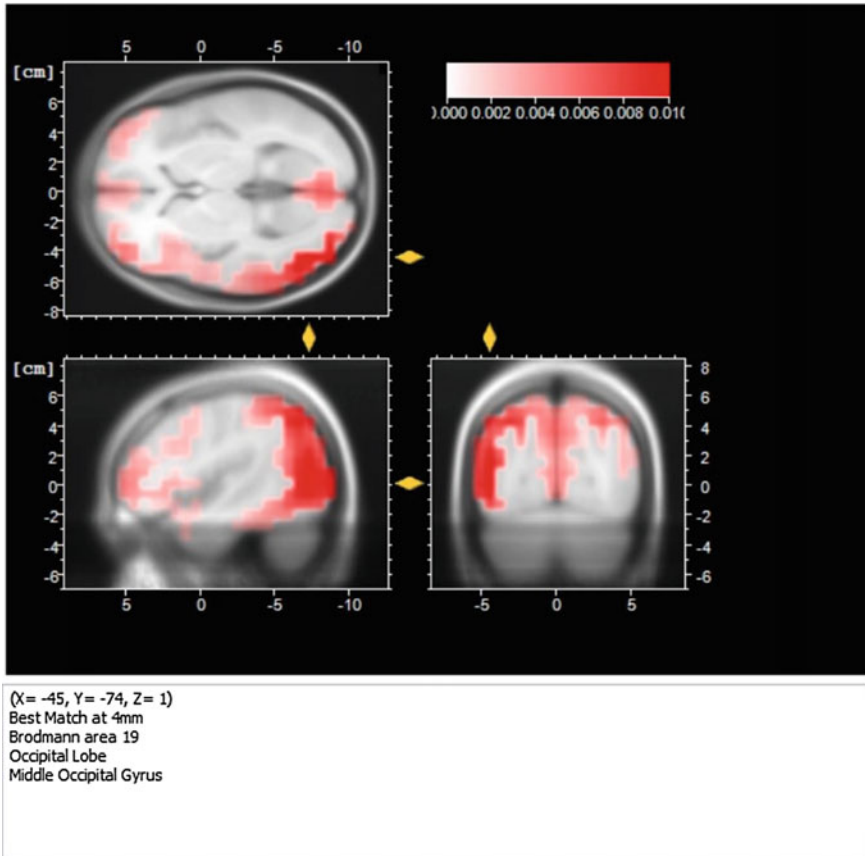 5 0 -5 -10
[cm]
6
4
2
0
-2
-4
-6
-8
0.000 0.002 0.004 0.006 0.008 0.010
[cm]
6
4
2
0
-2
-4
-6
5 0 -5 -10
8
6
4
2
0
-2
-4
-6
-5 0 5
(X= -45, Y= -74, Z= 1)
Best Match at 4mm
Brodmann area 19
Occipital Lobe
Middle Occipital Gyrus